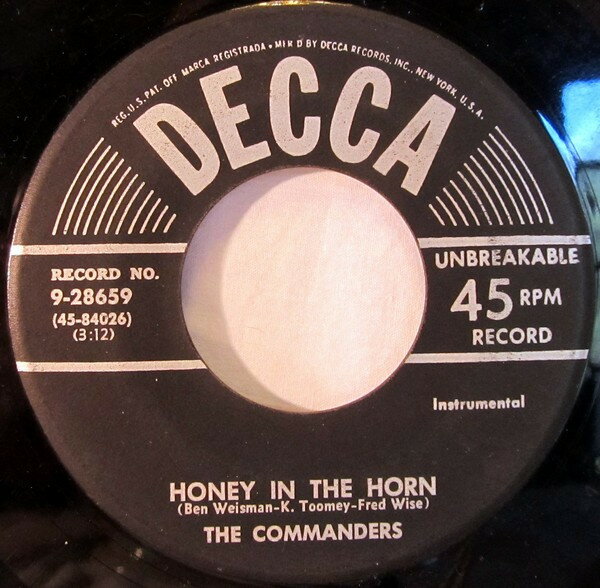 REG. U.S. PAT. OFF. MARCA REGISTRADA • MF'R'D BY DECCA RECORDS, INC., NEW YORK, U.S.A.
DECCA
RECORD NO.
9-28659
(45-84026)
(3:12)
UNBREAKABLE
45 RPM
RECORD
Instrumental
HONEY IN THE HORN
(Ben Weisman-K. Toomey-Fred Wise)
THE COMMANDERS